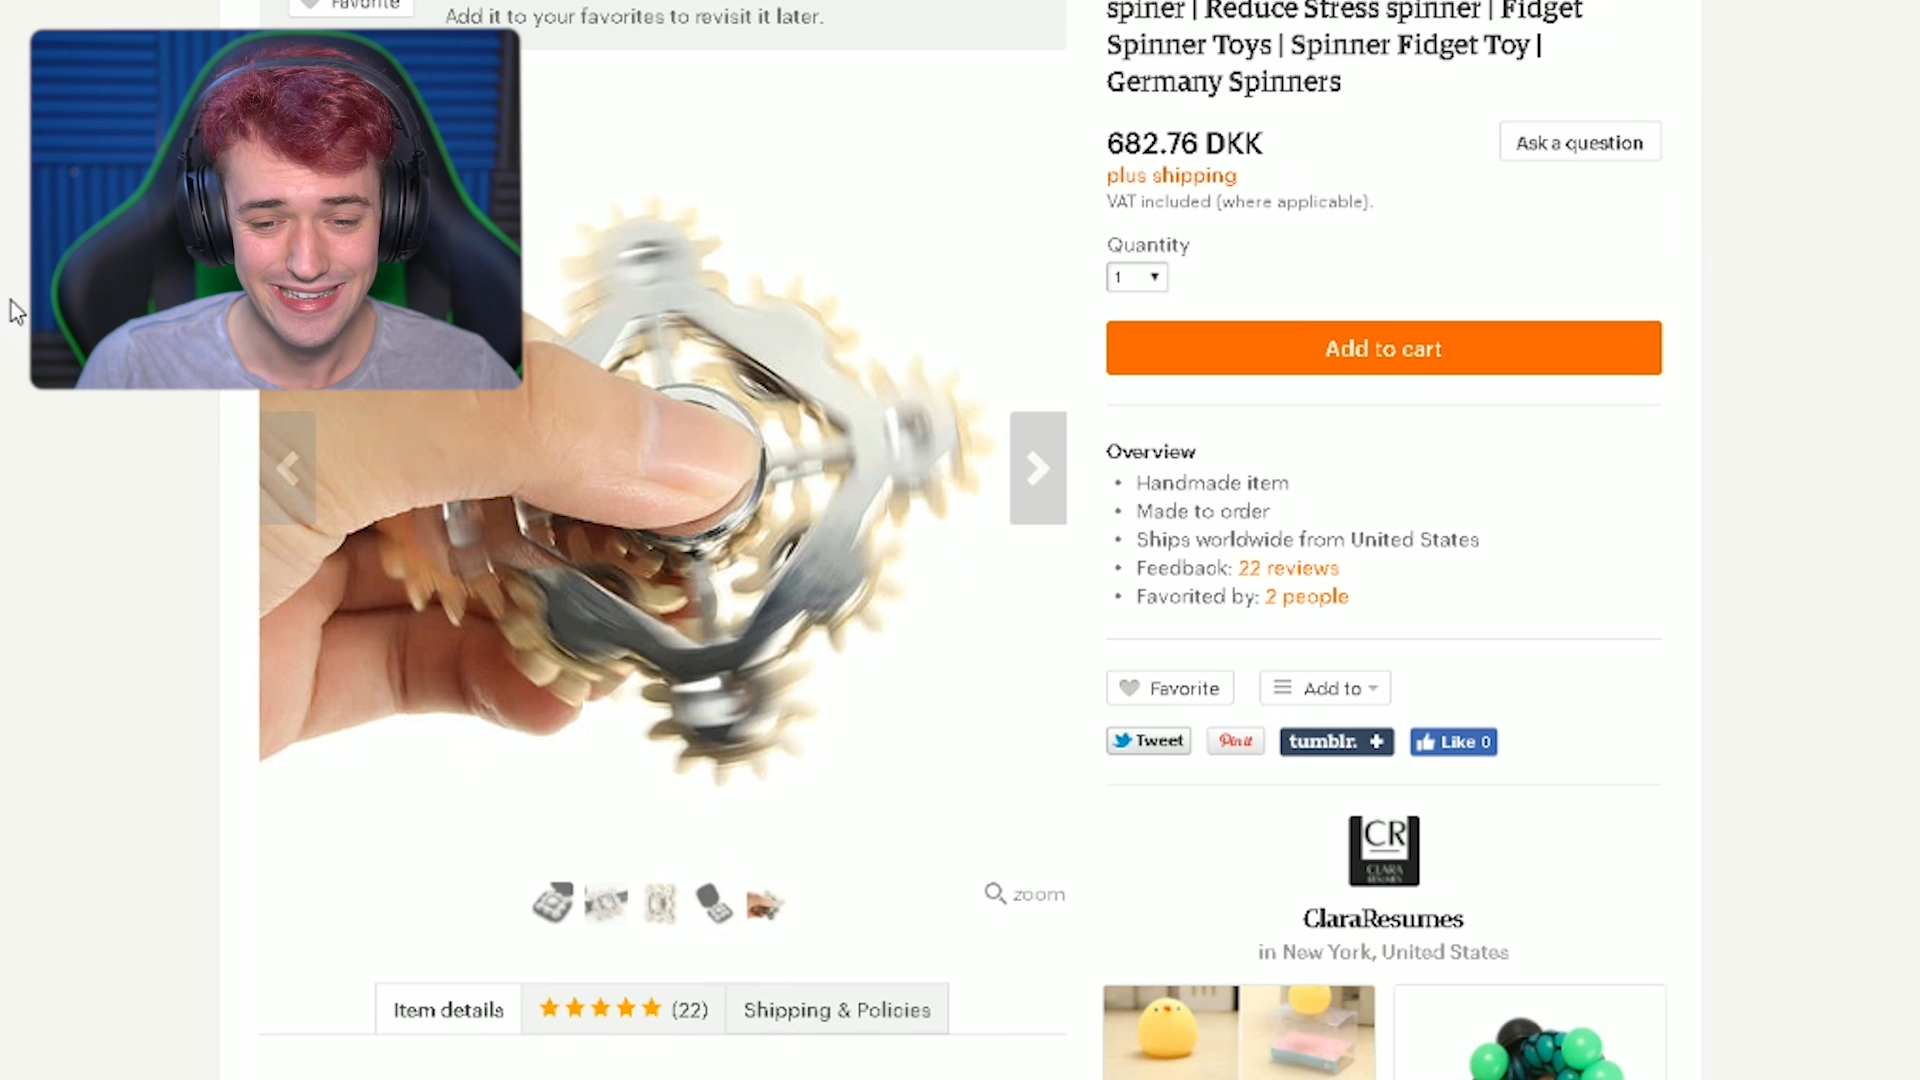 Favorite
Add it to your favorites to revisit it later.
spiner | Reduce Stress spinner | Fidget
Spinner Toys | Spinner Fidget Toy |
Germany Spinners
682.76 DKK
Ask a question
plus shipping
VAT included (where applicable).
Quantity
1
Add to cart
Overview
• Handmade item
• Made to order
• Ships worldwide from United States
• Feedback: 22 reviews
• Favorited by: 2 people
Favorite
Add to
Tweet
Pin it
tumblr. +
Like 0
CR
CLARA
RESUMES
zoom
ClaraResumes
in New York, United States
Item details
(22)
Shipping & Policies